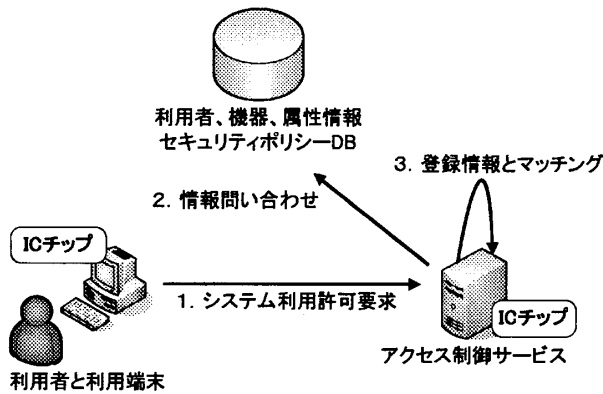 利用者、機器、属性情報
セキュリティポリシーDB
3. 登録情報とマッチング
2. 情報問い合わせ
ICチップ
1. システム利用許可要求
ICチップ
アクセス制御サービス
利用者と利用端末